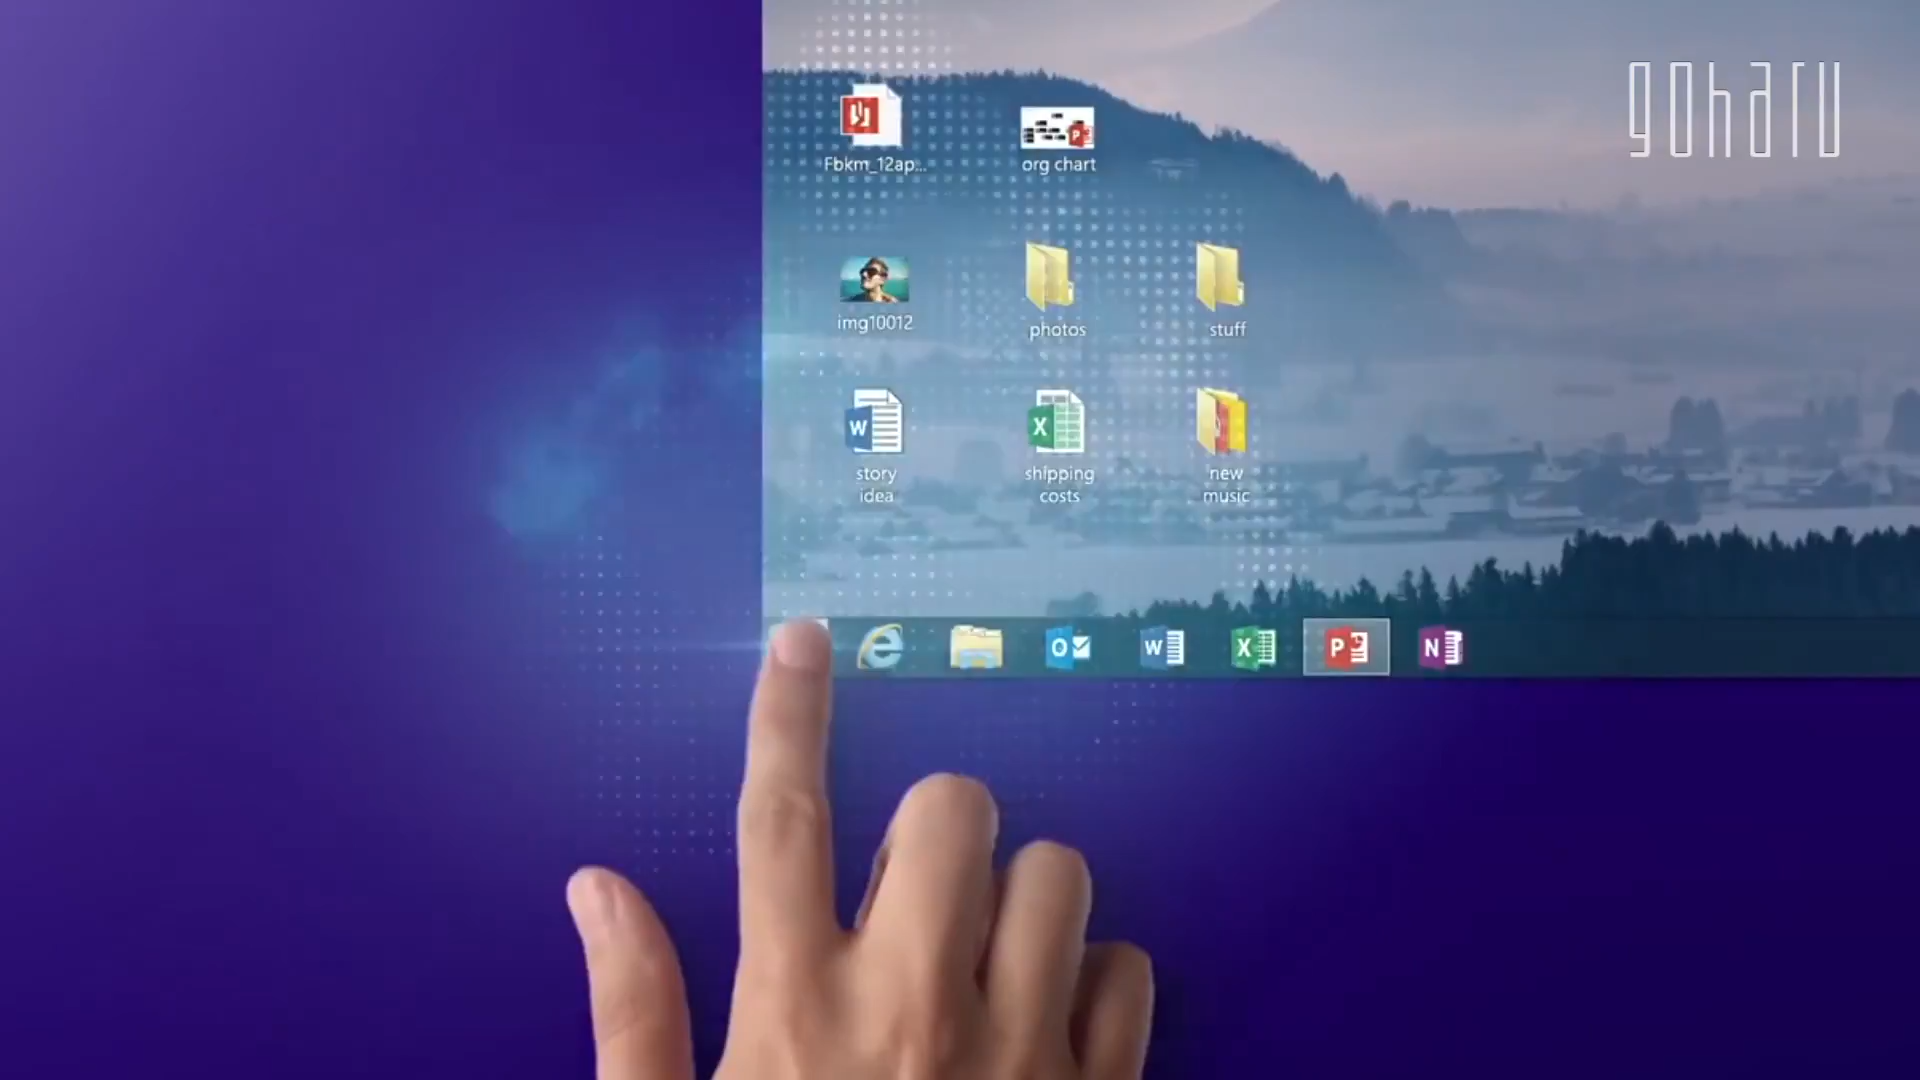 goharu
Fbkm_12ap...
org chart
img10012
photos
stuff
story
idea
shipping
costs
new
music